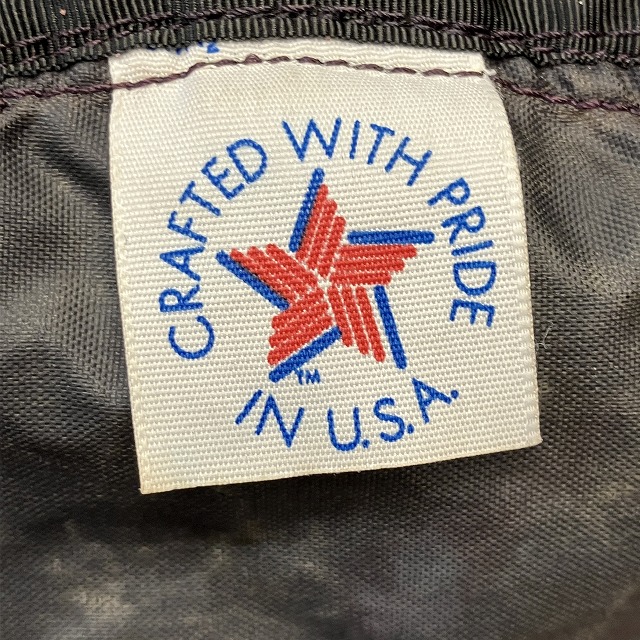 CRAFTED WITH PRIDE
TM
IN U.S.A.